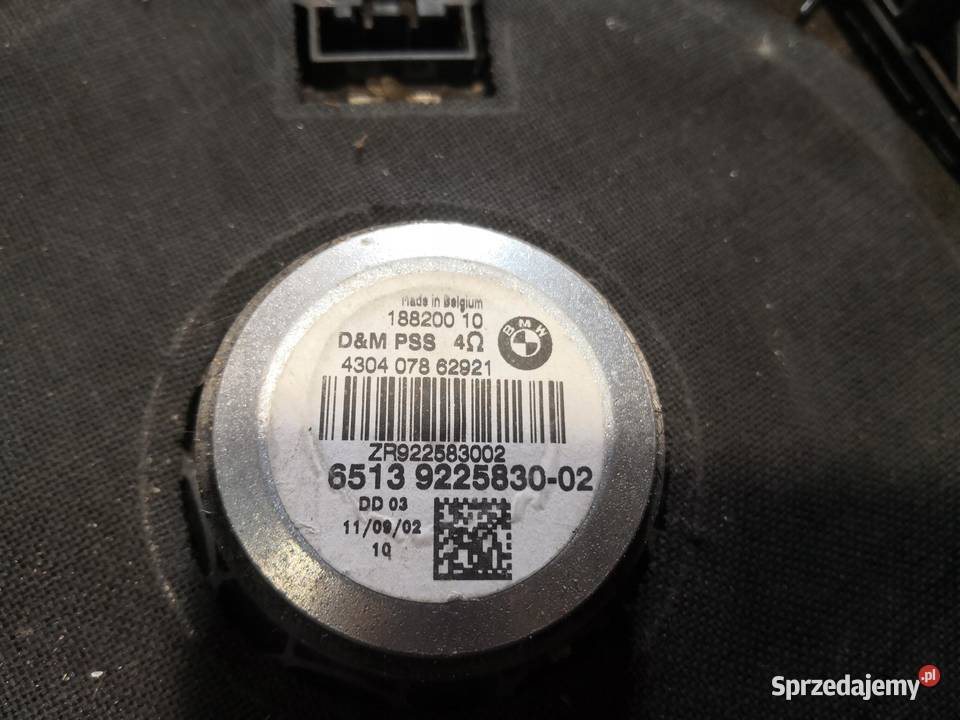 Made in Belgium
188200 10
D&M PSS 4Ω
BMW
4304 078 62921
ZR922583002
6513 9225830-02
DD 03
11/09/02
10
Sprzedajemy.pl